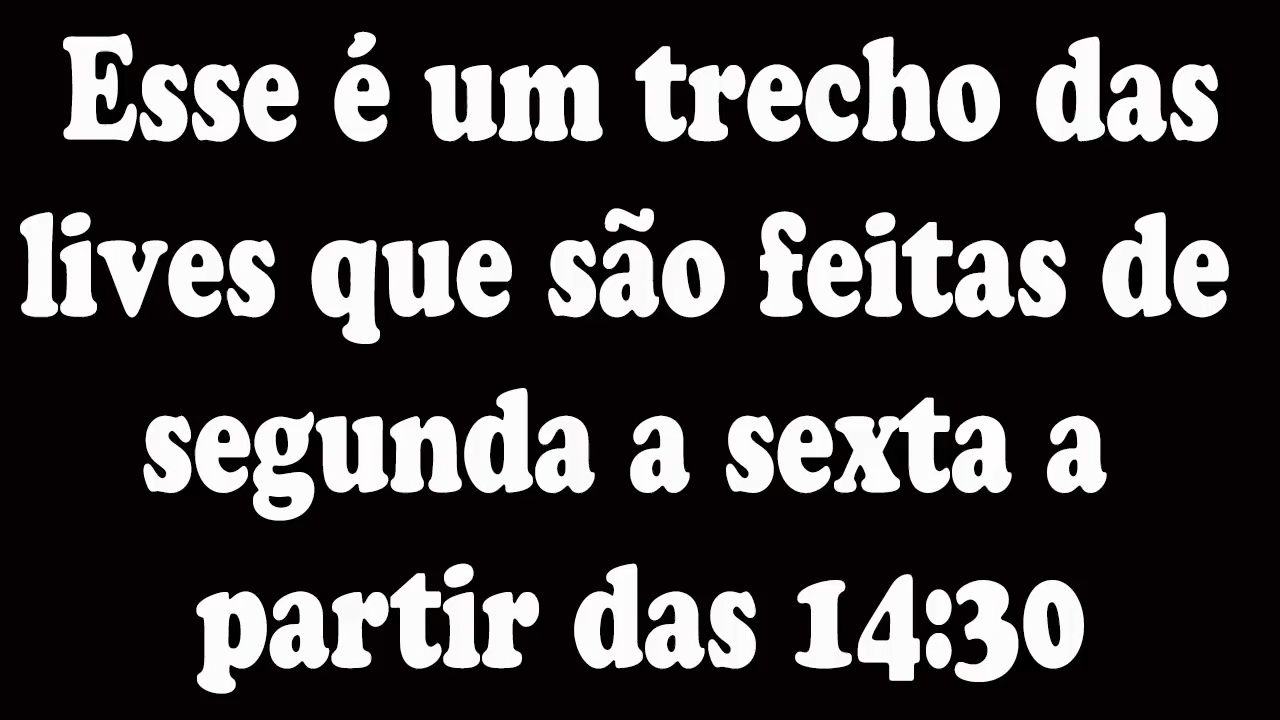 Esse é um trecho das
lives que são feitas de
segunda a sexta a
partir das 14:30